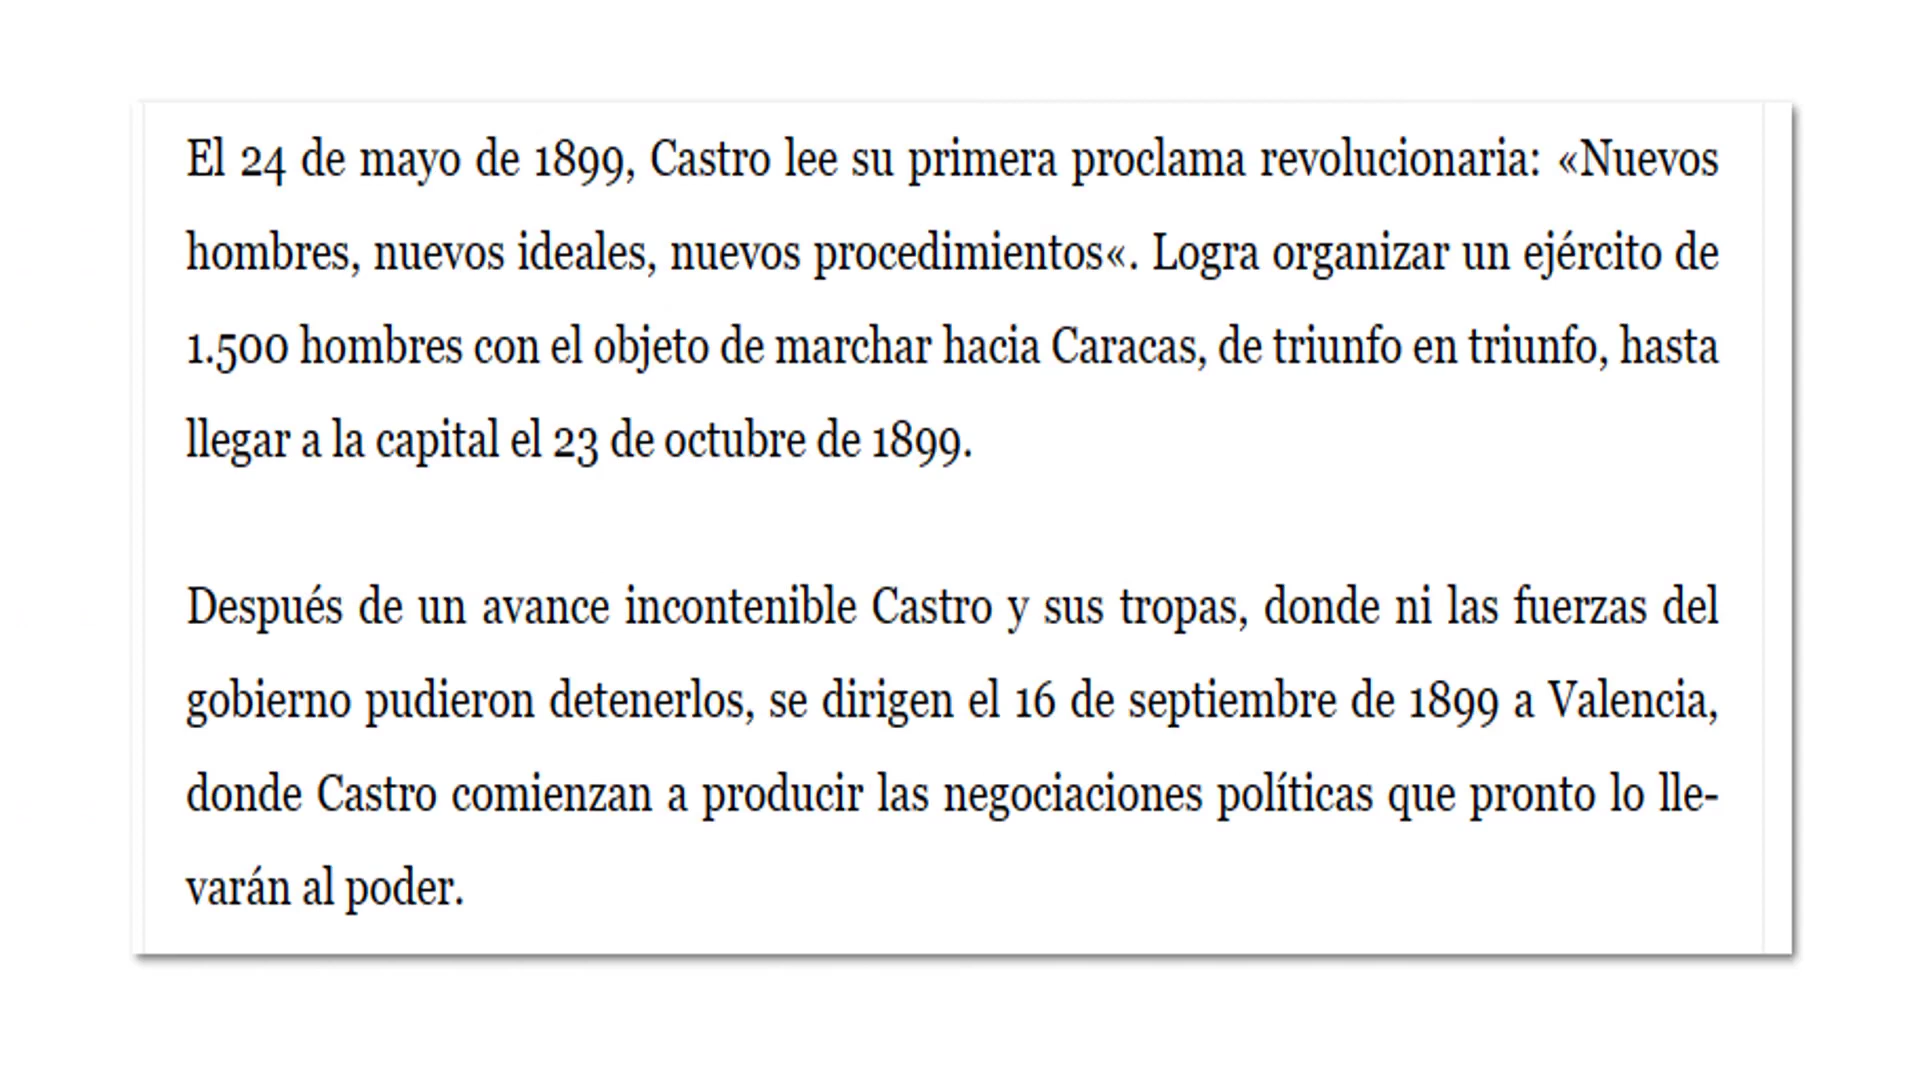 El 24 de mayo de 1899, Castro lee su primera proclama revolucionaria: «Nuevos
hombres, nuevos ideales, nuevos procedimientos«. Logra organizar un ejército de
1.500 hombres con el objeto de marchar hacia Caracas, de triunfo en triunfo, hasta
llegar a la capital el 23 de octubre de 1899.
Después de un avance incontenible Castro y sus tropas, donde ni las fuerzas del
gobierno pudieron detenerlos, se dirigen el 16 de septiembre de 1899 a Valencia,
donde Castro comienzan a producir las negociaciones políticas que pronto lo lle-
varán al poder.